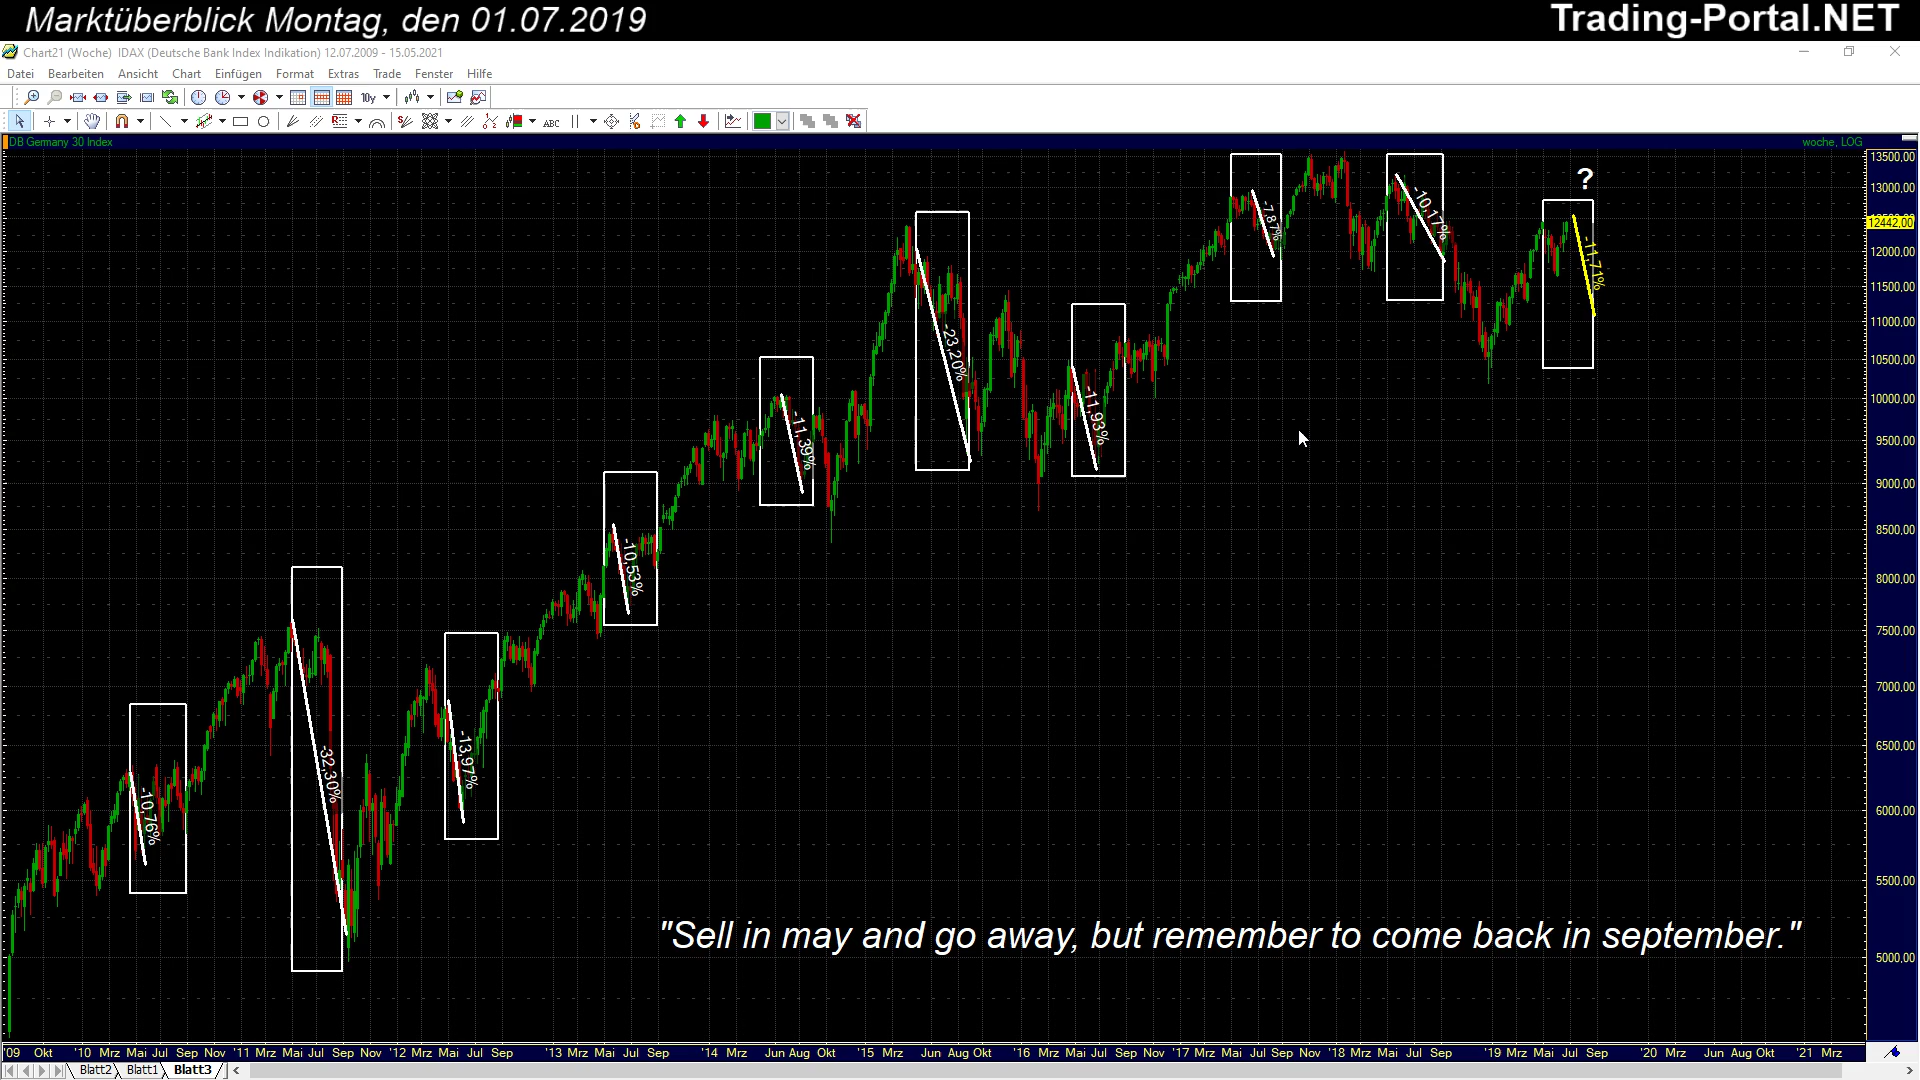 Marktüberblick Montag, den 01.07.2019
Trading-Portal.NET
Chart21 (Woche) IDAX (Deutsche Bank Index Indikation) 12.07.2009 - 15.05.2021
Datei Bearbeiten Ansicht Chart Einfügen Format Extras Trade Fenster Hilfe
10y
ABC
DB Germany 30 Index
woche, LOG
13500,00
?
13000,00
12442,00
12000,00
11500,00
11000,00
10500,00
10000,00
9500,00
9000,00
8500,00
8000,00
7500,00
7000,00
6500,00
6000,00
5500,00
5000,00
-10,76%
-32,30%
-13,97%
-10,53%
-11,39%
-23,20%
-11,93%
-7,87%
-10,17%
-11,71%
"Sell in may and go away, but remember to come back in september."
'09 Okt '10 Mrz Mai Jul Sep Nov '11 Mrz Mai Jul Sep Nov '12 Mrz Mai Jul Sep '13 Mrz Mai Jul Sep '14 Mrz Jun Aug Okt '15 Mrz Jun Aug Okt '16 Mrz Mai Jul Sep Nov '17 Mrz Mai Jul Sep Nov '18 Mrz Mai Jul Sep '19 Mrz Mai Jul Sep '20 Mrz Jun Aug Okt '21 Mrz
Blatt2 Blatt1 Blatt3